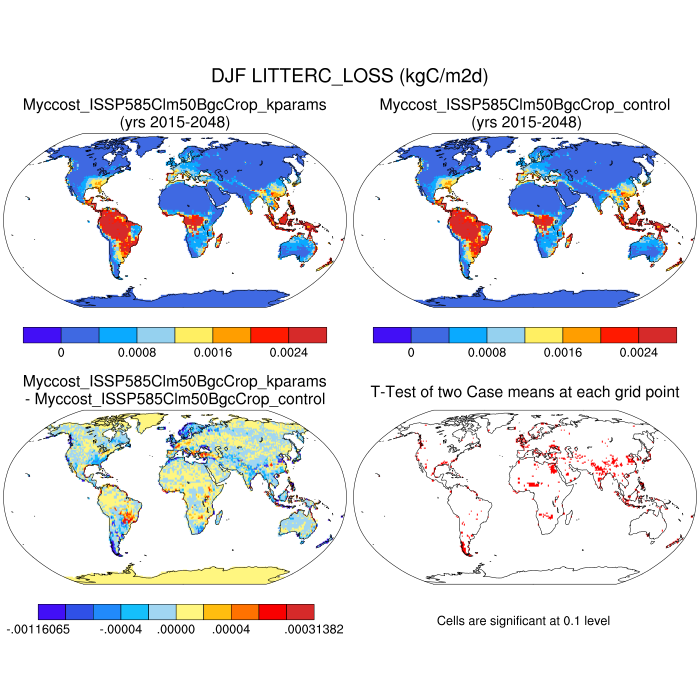 DJF LITTERC_LOSS (kgC/m2d)
Myccost_ISSP585Clm50BgcCrop_kparams
(yrs 2015-2048)
Myccost_ISSP585Clm50BgcCrop_control
(yrs 2015-2048)
0 0.0008 0.0016 0.0024
0 0.0008 0.0016 0.0024
Myccost_ISSP585Clm50BgcCrop_kparams
- Myccost_ISSP585Clm50BgcCrop_control
T-Test of two Case means at each grid point
-.00116065 -.00004 .00000 .00004 .00031382
Cells are significant at 0.1 level